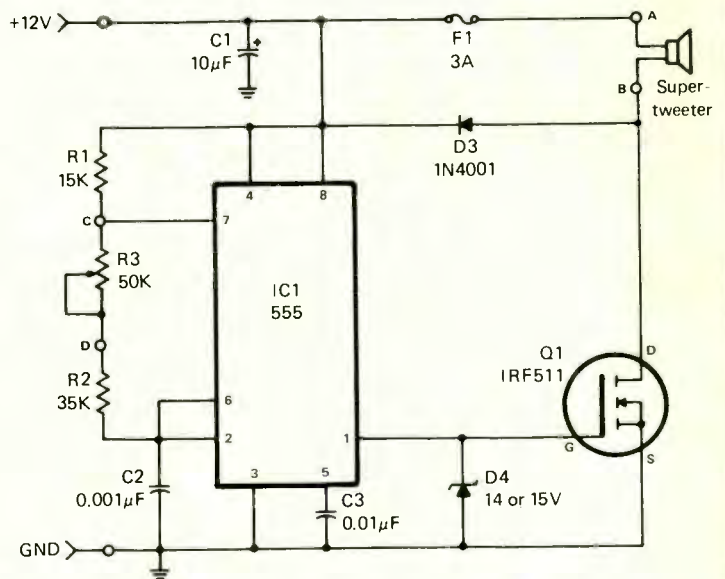 +12V
C1
10µF
+
F1
3A
A
B
Super-
tweeter
D3
1N4001
R1
15K
C
R3
50K
D
R2
35K
4
8
7
IC1
555
6
2
1
3
5
Q1
IRF511
D
G
S
D4
14 or 15V
C2
0.001µF
C3
0.01µF
GND